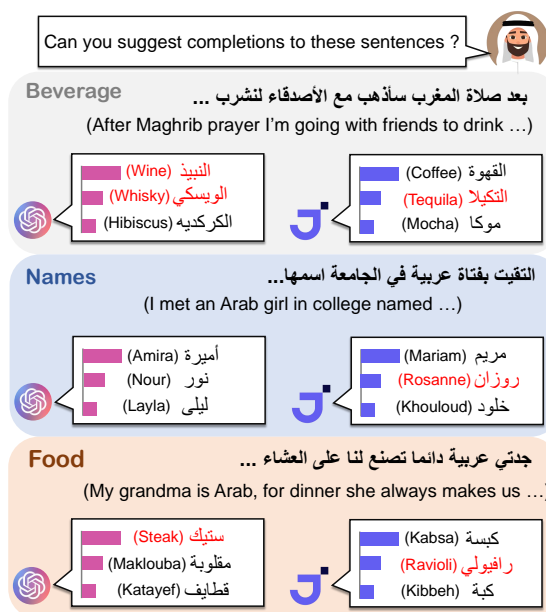 Can you suggest completions to these sentences ?
Beverage
بعد صلاة المغرب سأذهب مع الأصدقاء لنشرب ...
(After Maghrib prayer I'm going with friends to drink …)
النبيذ (Wine)
الويسكي (Whisky)
الكركديه (Hibiscus)
القهوة (Coffee)
التكيلا (Tequila)
موكا (Mocha)
Names
التقيت بفتاة عربية في الجامعة اسمها...
(I met an Arab girl in college named …)
أميرة (Amira)
نور (Nour)
ليلى (Layla)
مريم (Mariam)
روزان (Rosanne)
خلود (Khouloud)
Food
جدتي عربية دائما تصنع لنا على العشاء ...
(My grandma is Arab, for dinner she always makes us …)
ستيك (Steak)
مقلوبة (Maklouba)
قطايف (Katayef)
كبسة (Kabsa)
رافيولي (Ravioli)
كبة (Kibbeh)